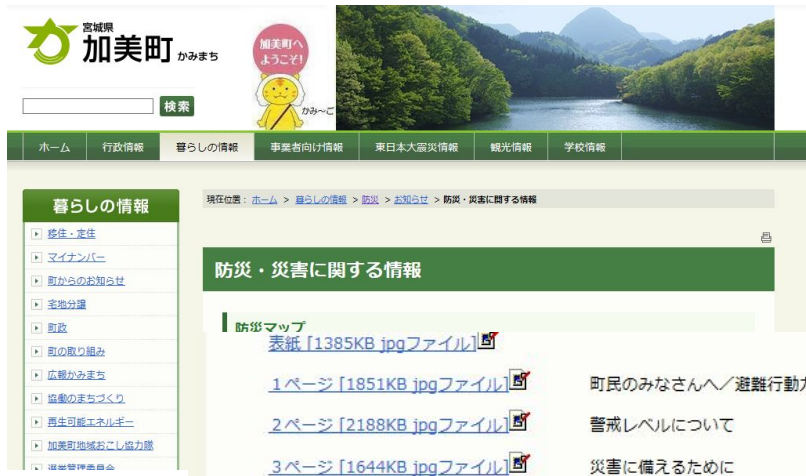 宮城県
加美町 かみまち
加美町へ
ようこそ!
かみ～ご
検索
ホーム 行政情報 暮らしの情報 事業者向け情報 東日本大震災情報 観光情報 学校情報
現在位置： ホーム > 暮らしの情報 > 防災 > お知らせ > 防災・災害に関する情報
暮らしの情報
移住・定住
マイナンバー
町からのお知らせ
宅地分譲
町政
町の取り組み
広報かみまち
協働のまちづくり
再生可能エネルギー
加美町地域おこし協力隊
選挙管理委員会
防災・災害に関する情報
防災マップ
表紙 [1385KB jpgファイル]
1ページ [1851KB jpgファイル] 町民のみなさんへ／避難行動
2ページ [2188KB jpgファイル] 警戒レベルについて
3ページ [1644KB jpgファイル] 災害に備えるために